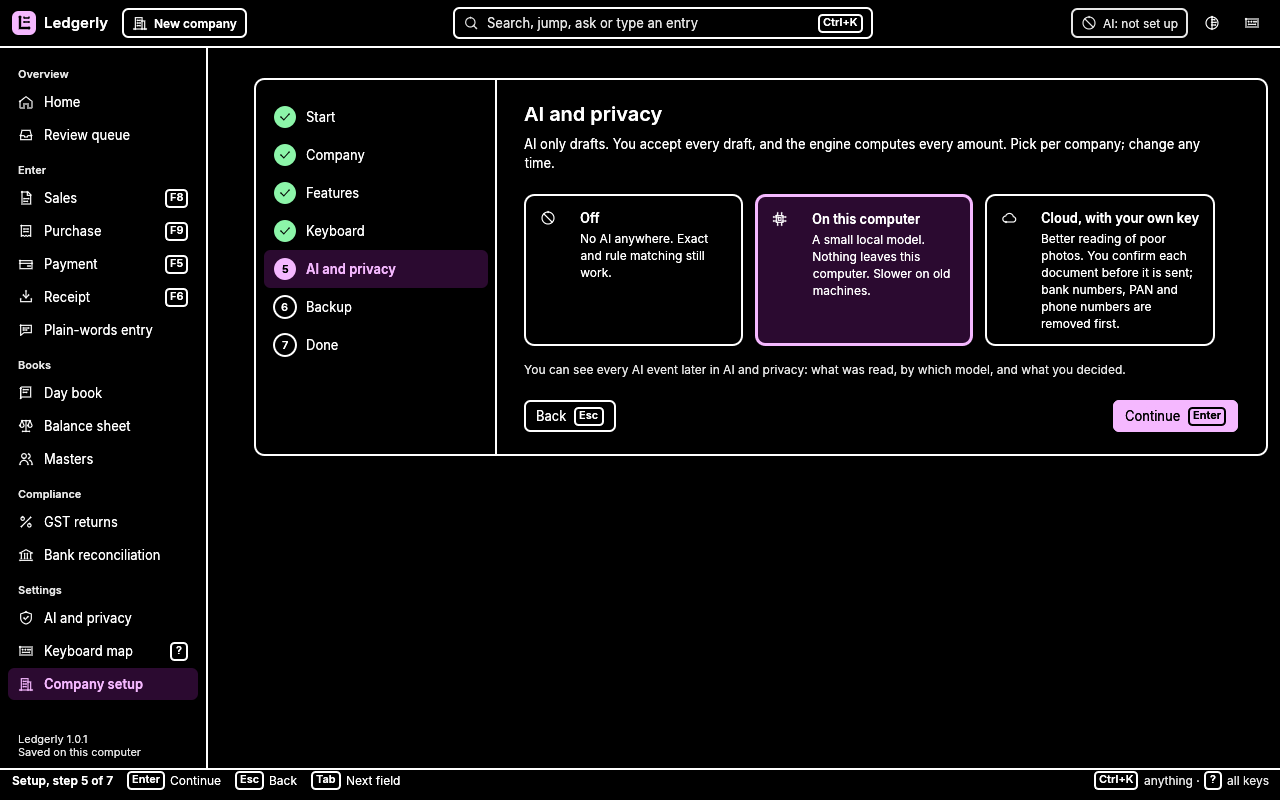 Ledgerly
New company
Search, jump, ask or type an entry
Ctrl+K
AI: not set up
Overview
Home
Review queue
Enter
Sales F8
Purchase F9
Payment F5
Receipt F6
Plain-words entry
Books
Day book
Balance sheet
Masters
Compliance
GST returns
Bank reconciliation
Settings
AI and privacy
Keyboard map ?
Company setup
Ledgerly 1.0.1
Saved on this computer
Start
Company
Features
Keyboard
5 AI and privacy
6 Backup
7 Done
AI and privacy
AI only drafts. You accept every draft, and the engine computes every amount. Pick per company; change any
time.
Off
No AI anywhere. Exact
and rule matching still
work.
On this computer
A small local model.
Nothing leaves this
computer. Slower on old
machines.
Cloud, with your own key
Better reading of poor
photos. You confirm each
document before it is sent;
bank numbers, PAN and
phone numbers are
removed first.
You can see every AI event later in AI and privacy: what was read, by which model, and what you decided.
Back Esc
Continue Enter
Setup, step 5 of 7 Enter Continue Esc Back Tab Next field
Ctrl+K anything · ? all keys